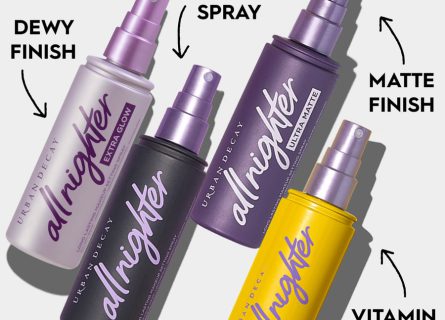 SPRAY
DEWY
FINISH
MATTE
FINISH
VITAMIN
URBAN DECAY
all nighter
EXTRA GLOW
URBAN DECAY
all nighter
ULTRA MATTE
URBAN DECAY
all nighter
URBAN DECA
all nighter